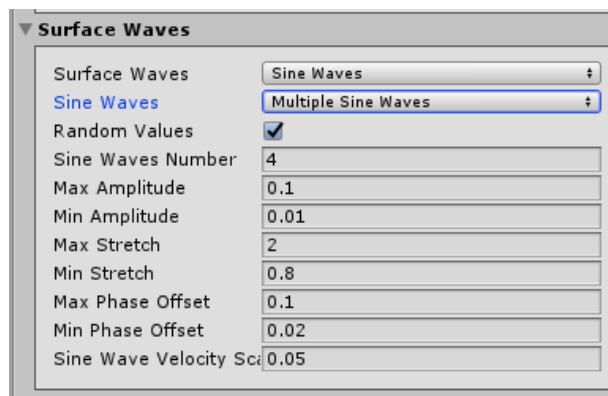 Surface Waves
Surface Waves Sine Waves
Sine Waves Multiple Sine Waves
Random Values
Sine Waves Number 4
Max Amplitude 0.1
Min Amplitude 0.01
Max Stretch 2
Min Stretch 0.8
Max Phase Offset 0.1
Min Phase Offset 0.02
Sine Wave Velocity Sca 0.05